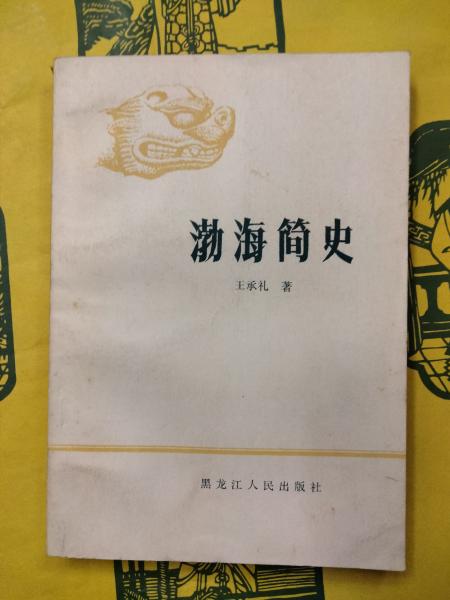 渤海简史
王承礼 著
黑龙江人民出版社